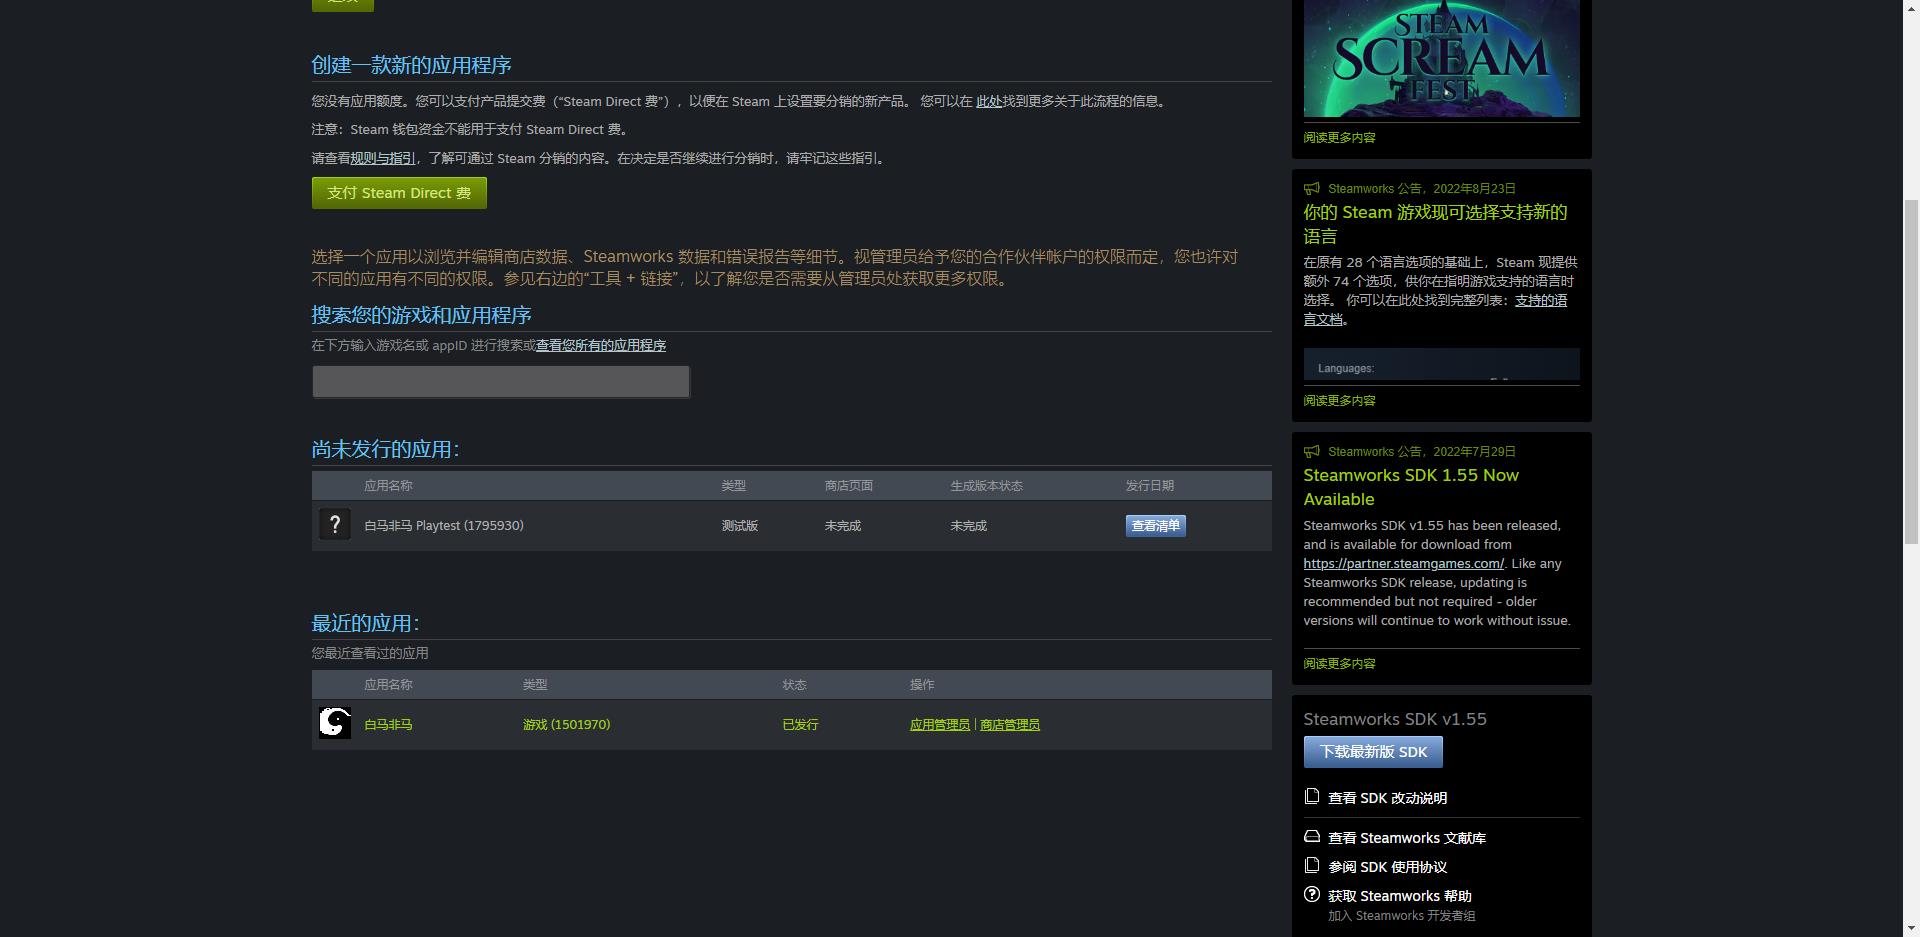 创建一款新的应用程序
您没有应用额度。您可以支付产品提交费（“Steam Direct 费”），以便在 Steam 上设置要分销的新产品。 您可以在 此处找到更多关于此流程的信息。
注意：Steam 钱包资金不能用于支付 Steam Direct 费。
请查看规则与指引，了解可通过 Steam 分销的内容。在决定是否继续进行分销时，请牢记这些指引。
支付 Steam Direct 费
选择一个应用以浏览并编辑商店数据、Steamworks 数据和错误报告等细节。视管理员给予您的合作伙伴帐户的权限而定，您也许对
不同的应用有不同的权限。参见右边的“工具 + 链接”，以了解您是否需要从管理员处获取更多权限。
搜索您的游戏和应用程序
在下方输入游戏名或 appID 进行搜索或查看您所有的应用程序
尚未发行的应用：
应用名称 类型 商店页面 生成版本状态 发行日期
? 白马非马 Playtest (1795930) 测试版 未完成 未完成 查看清单
最近的应用：
您最近查看过的应用
应用名称 类型 状态 操作
白马非马 游戏 (1501970) 已发行 应用管理员 | 商店管理员
STEAM
SCREAM
FEST
阅读更多内容
Steamworks 公告，2022年8月23日
你的 Steam 游戏现可选择支持新的
语言
在原有 28 个语言选项的基础上，Steam 现提供
额外 74 个选项，供你在指明游戏支持的语言时
选择。 你可以在此处找到完整列表：支持的语
言文档。
Languages:
阅读更多内容
Steamworks 公告，2022年7月29日
Steamworks SDK 1.55 Now
Available
Steamworks SDK v1.55 has been released,
and is available for download from
https://partner.steamgames.com/. Like any
Steamworks SDK release, updating is
recommended but not required - older
versions will continue to work without issue.
阅读更多内容
Steamworks SDK v1.55
下载最新版 SDK
查看 SDK 改动说明
查看 Steamworks 文献库
参阅 SDK 使用协议
获取 Steamworks 帮助
加入 Steamworks 开发者组